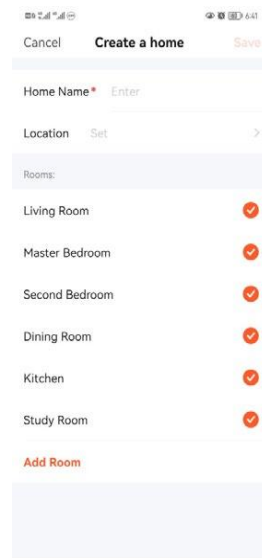 6:41
Cancel Create a home Save
Home Name* Enter
Location Set
Rooms:
Living Room
Master Bedroom
Second Bedroom
Dining Room
Kitchen
Study Room
Add Room